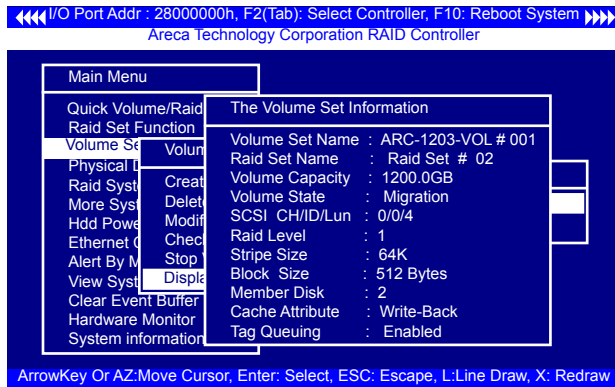 I/O Port Addr : 28000000h, F2(Tab): Select Controller, F10: Reboot System
Areca Technology Corporation RAID Controller
Main Menu
Quick Volume/Raid
Raid Set Function
Volume Se
Physical
Raid Syst
More Syst
Hdd Powe
Ethernet
Alert By M
View Syst
Clear Event Buffer
Hardware Monitor
System information
Volum
Creat
Delet
Modif
Chec
Stop
Displa
The Volume Set Information
Volume Set Name : ARC-1203-VOL # 001
Raid Set Name : Raid Set # 02
Volume Capacity : 1200.0GB
Volume State : Migration
SCSI CH/ID/Lun : 0/0/4
Raid Level : 1
Stripe Size : 64K
Block Size : 512 Bytes
Member Disk : 2
Cache Attribute : Write-Back
Tag Queuing : Enabled
ArrowKey Or AZ:Move Cursor, Enter: Select, ESC: Escape, L:Line Draw, X: Redraw